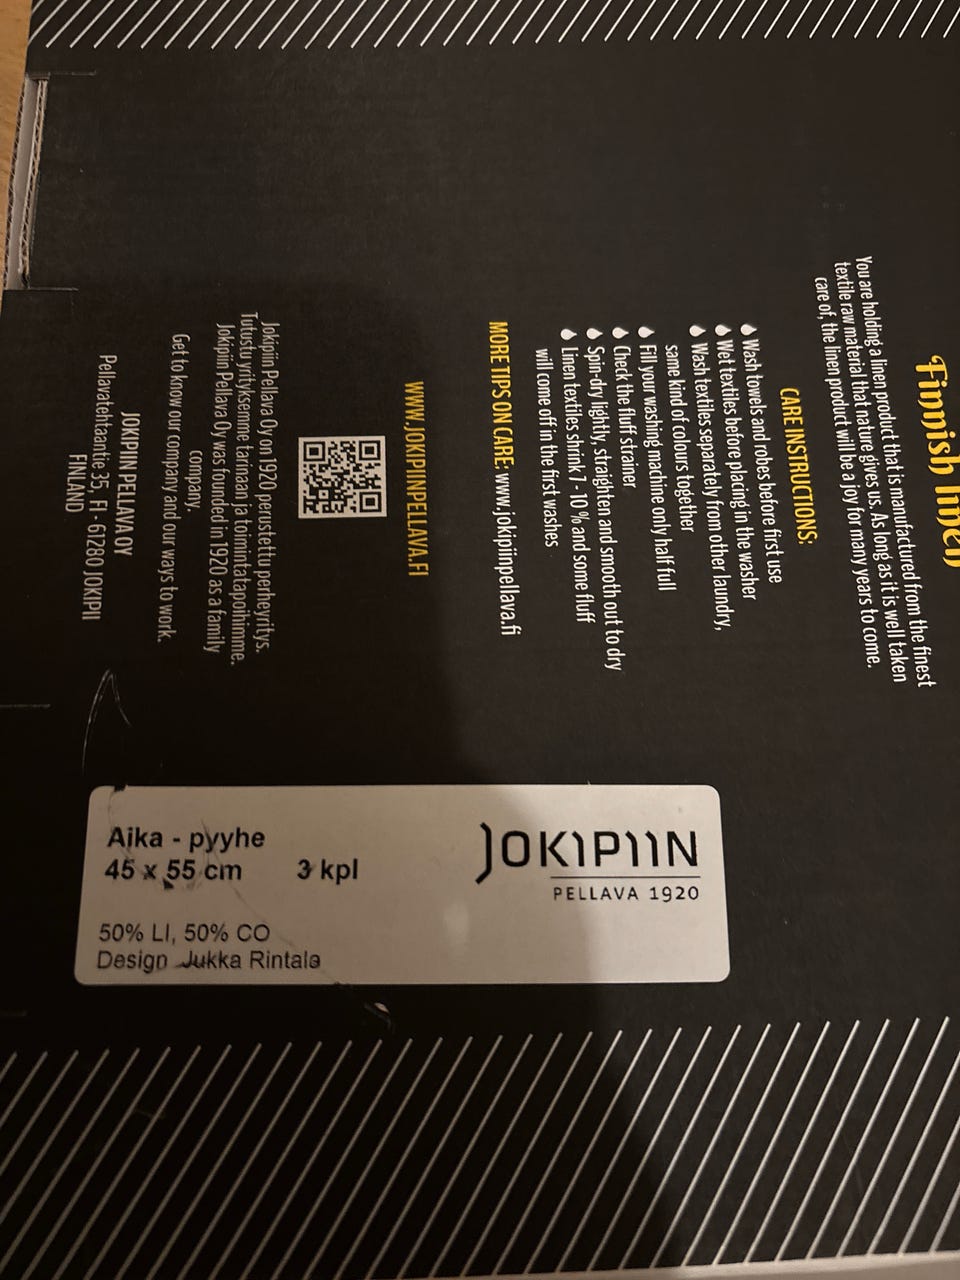 Finnish linen
You are holding a linen product that is manufactured from the finest
textile raw material that nature gives us. As long as it is well taken
care of, the linen product will be a joy for many years to come.
CARE INSTRUCTIONS:
Wash towels and robes before first use
Wet textiles before placing in the washer
Wash textiles separately from other laundry,
same kind of colours together
Fill your washing machine only half full
Check the fluff strainer
Spin-dry lightly, straighten and smooth out to dry
Linen textiles shrink 7 - 10 % and some fluff
will come off in the first washes
MORE TIPS ON CARE: www.jokipiinpellava.fi
WWW.JOKIPIINPELLAVA.FI
Jokipiin Pellava Oy on 1920 perustettu perheyritys.
Tutustu yrityksemme tarinaan ja toimintatapoihimme.
Jokipiin Pellava Oy was founded in 1920 as a family
company.
Get to know our company and our ways to work.
JOKIPIIN PELLAVA OY
Pellavatehtaantie 35, FI - 61280 JOKIPII
FINLAND
Aika - pyyhe
45 x 55 cm 3 kpl
50% LI, 50% CO
Design Jukka Rintala
JOKIPIIN
PELLAVA 1920